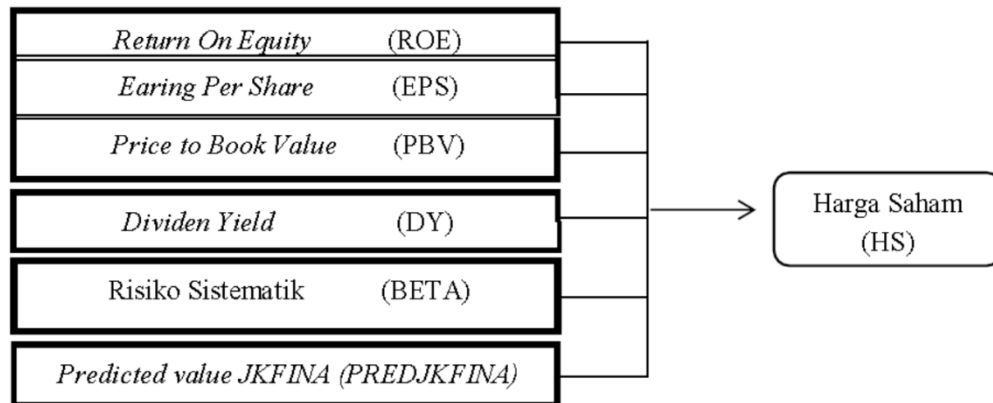 Return On Equity (ROE)
Earing Per Share (EPS)
Price to Book Value (PBV)
Dividen Yield (DY)
Risiko Sistematik (BETA)
Predicted value JKFINA (PREDJKFINA)
Harga Saham
(HS)